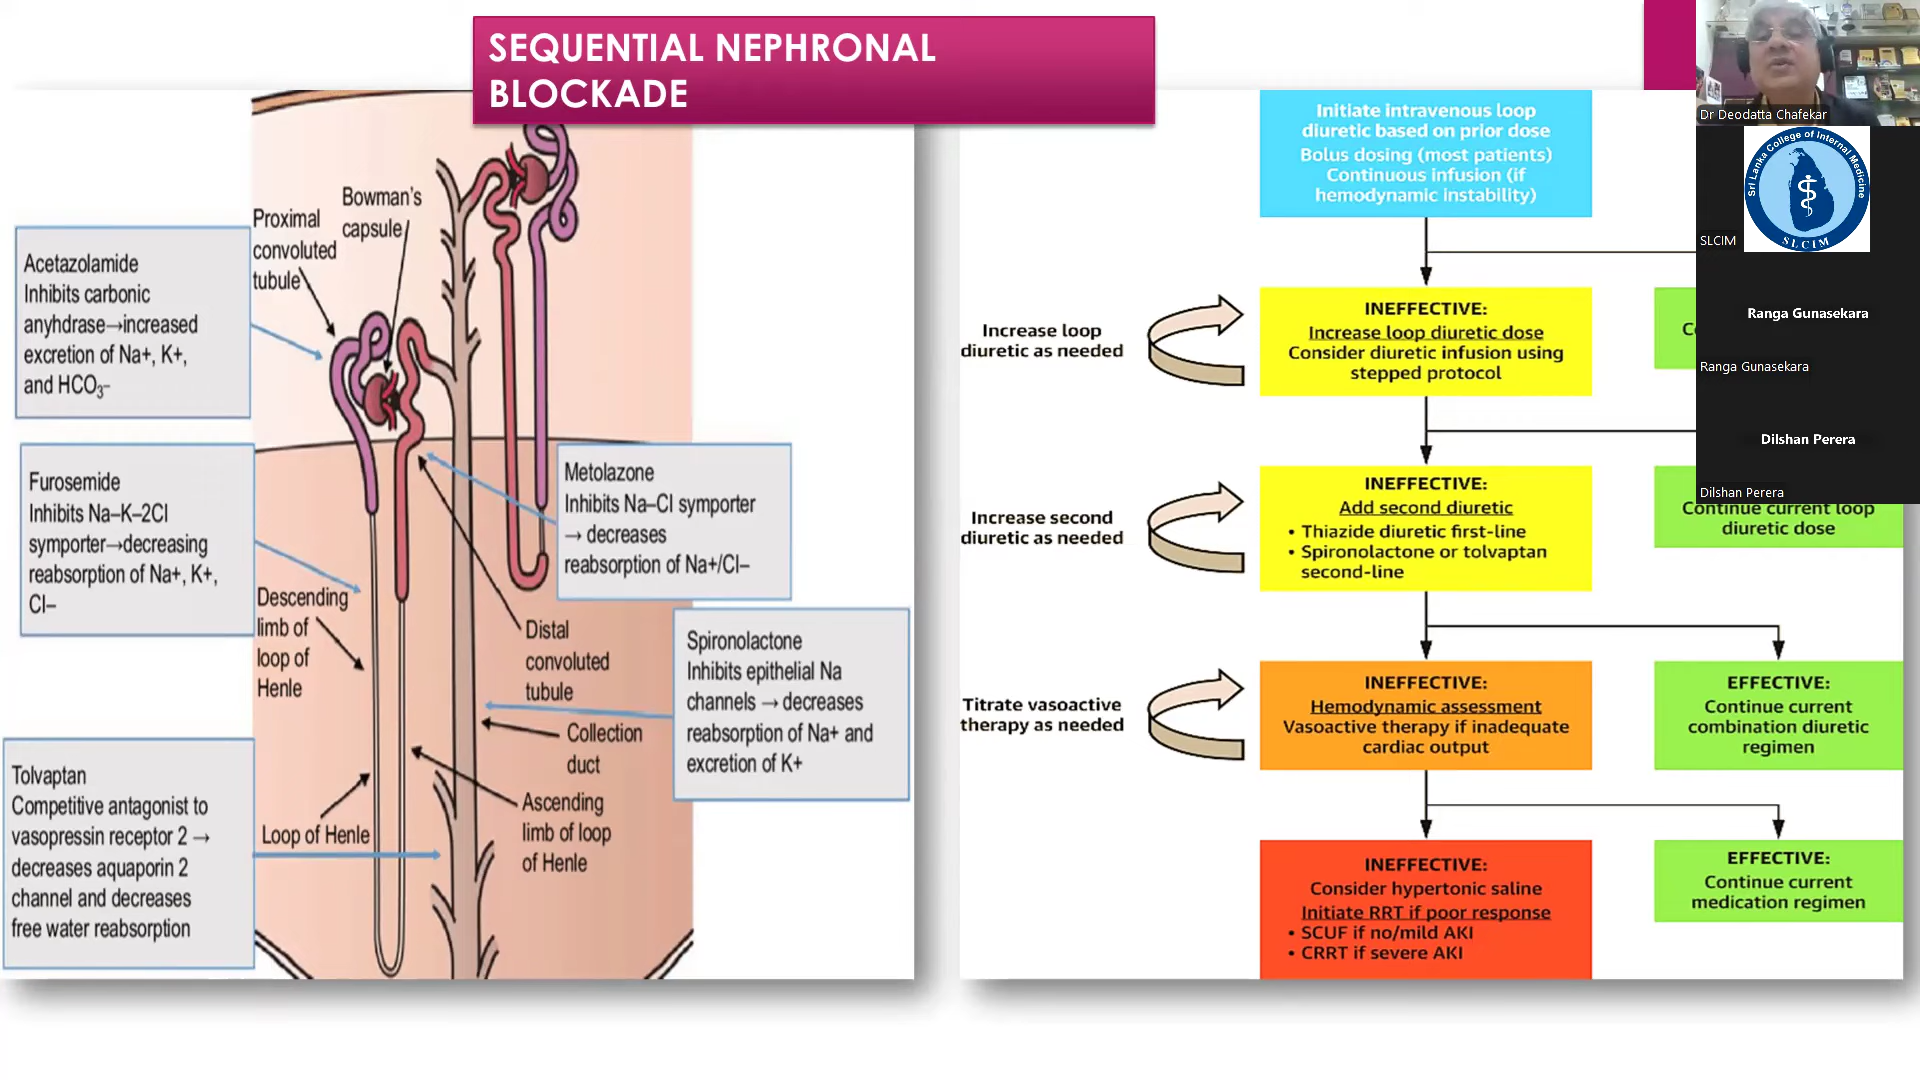 SEQUENTIAL NEPHRONAL
BLOCKADE
Bowman's
capsule
Proximal
convoluted
tubule
Acetazolamide
Inhibits carbonic
anyhdrase→increased
excretion of Na+, K+,
and HCO3–
Furosemide
Inhibits Na–K–2Cl
symporter→decreasing
reabsorption of Na+, K+,
Cl–
Descending
limb of
loop of
Henle
Tolvaptan
Competitive antagonist to
vasopressin receptor 2 →
decreases aquaporin 2
channel and decreases
free water reabsorption
Loop of Henle
Metolazone
Inhibits Na–Cl symporter
→ decreases
reabsorption of Na+/Cl–
Distal
convoluted
tubule
Spironolactone
Inhibits epithelial Na
channels → decreases
reabsorption of Na+ and
excretion of K+
Collection
duct
Ascending
limb of loop
of Henle
Initiate intravenous loop
diuretic based on prior dose
Bolus dosing (most patients)
Continuous infusion (if
hemodynamic instability)
Increase loop
diuretic as needed
INEFFECTIVE:
Increase loop diuretic dose
Consider diuretic infusion using
stepped protocol
Increase second
diuretic as needed
INEFFECTIVE:
Add second diuretic
• Thiazide diuretic first-line
• Spironolactone or tolvaptan
second-line
Continue current loop
diuretic dose
Titrate vasoactive
therapy as needed
INEFFECTIVE:
Hemodynamic assessment
Vasoactive therapy if inadequate
cardiac output
EFFECTIVE:
Continue current
combination diuretic
regimen
INEFFECTIVE:
Consider hypertonic saline
Initiate RRT if poor response
• SCUF if no/mild AKI
• CRRT if severe AKI
EFFECTIVE:
Continue current
medication regimen
Dr Deodatta Chafekar
Sri Lanka College of Internal Medicine
SLCIM
SLCIM
Ranga Gunasekara
Ranga Gunasekara
Dilshan Perera
Dilshan Perera